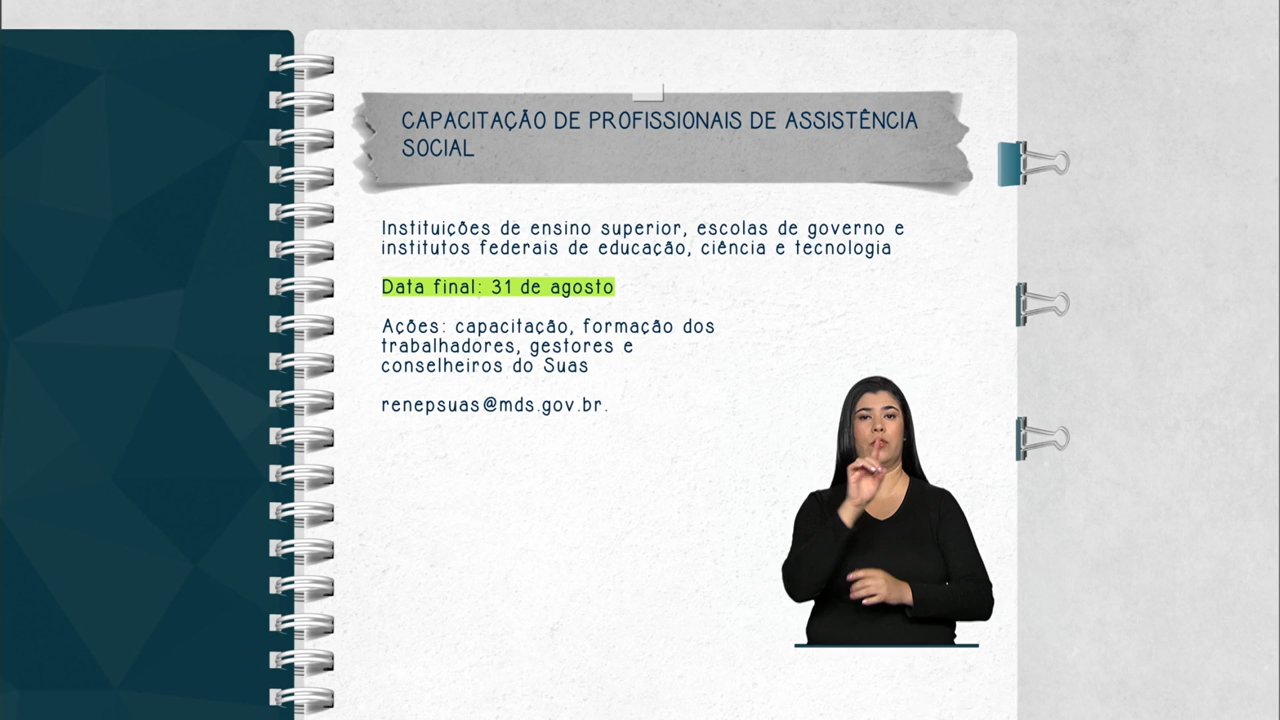 CAPACITAÇÃO DE PROFISSIONAIS DE ASSISTÊNCIA
SOCIAL
Instituições de ensino superior, escolas de governo e
institutos federais de educação, ciência e tecnologia
Data final: 31 de agosto
Ações: capacitação, formação dos
trabalhadores, gestores e
conselheiros do Suas
renepsuas@mds.gov.br.